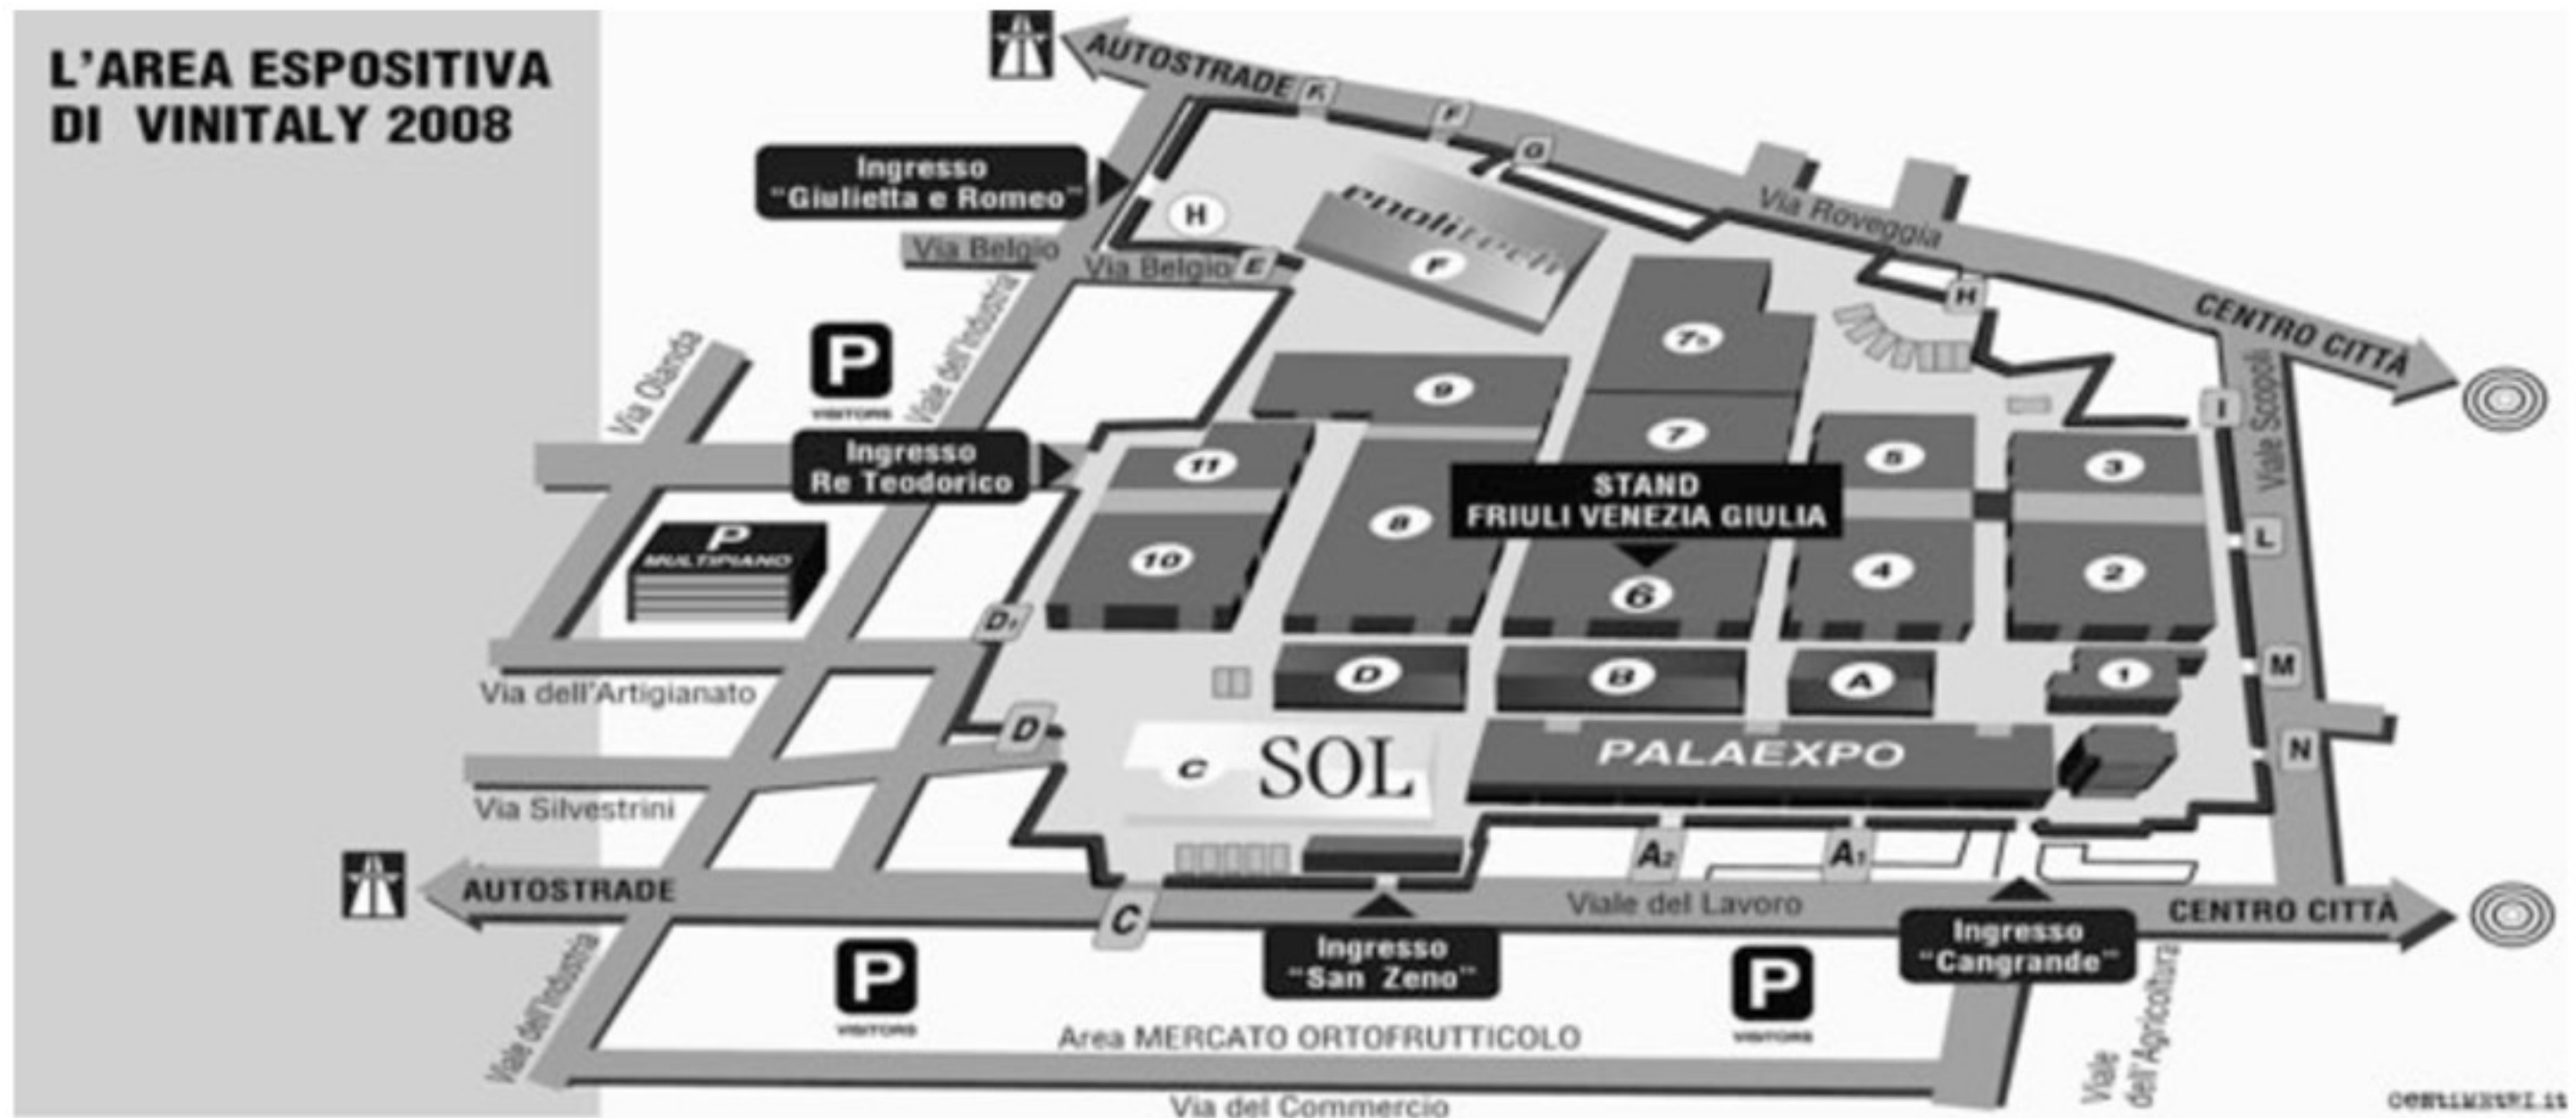 L'AREA ESPOSITIVA
DI VINITALY 2008
AUTOSTRADE
F
G
Ingresso
"Giulietta e Romeo"
H
enolitech
F
Via Roveggia
Via Belgio
Via Belgio
E
H
CENTRO CITTÀ
Via Olanda
P
VISITORS
Viale dell'Industria
7
9
7
5
3
I
Viale Scopoli
Ingresso
Re Teodorico
11
8
STAND
FRIULI VENEZIA GIULIA
P
MULTIPIANO
10
6
4
2
L
D1
Via dell'Artigianato
D
B
A
1
M
D
C
SOL
PALAEXPO
N
Via Silvestrini
A2
A1
AUTOSTRADE
C
Viale del Lavoro
CENTRO CITTÀ
Ingresso
"San Zeno"
Ingresso
"Cangrande"
P
VISITORS
P
VISITORS
Viale dell'Industria
Area MERCATO ORTOFRUTTICOLO
Viale
dell'Agricoltura
Via del Commercio
CENTIMETRI.it